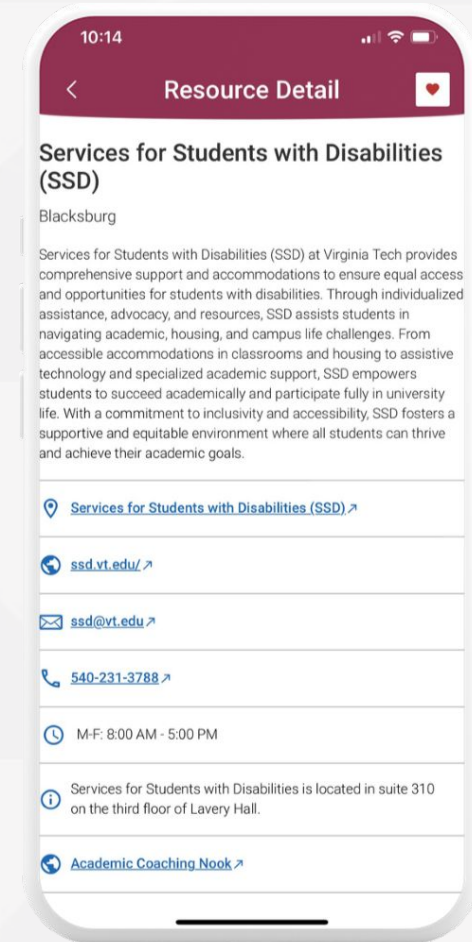 10:14
Resource Detail
Services for Students with Disabilities
(SSD)
Blacksburg
Services for Students with Disabilities (SSD) at Virginia Tech provides
comprehensive support and accommodations to ensure equal access
and opportunities for students with disabilities. Through individualized
assistance, advocacy, and resources, SSD assists students in
navigating academic, housing, and campus life challenges. From
accessible accommodations in classrooms and housing to assistive
technology and specialized academic support, SSD empowers
students to succeed academically and participate fully in university
life. With a commitment to inclusivity and accessibility, SSD fosters a
supportive and equitable environment where all students can thrive
and achieve their academic goals.
Services for Students with Disabilities (SSD)
ssd.vt.edu/
ssd@vt.edu
540-231-3788
M-F: 8:00 AM - 5:00 PM
Services for Students with Disabilities is located in suite 310
on the third floor of Lavery Hall.
Academic Coaching Nook